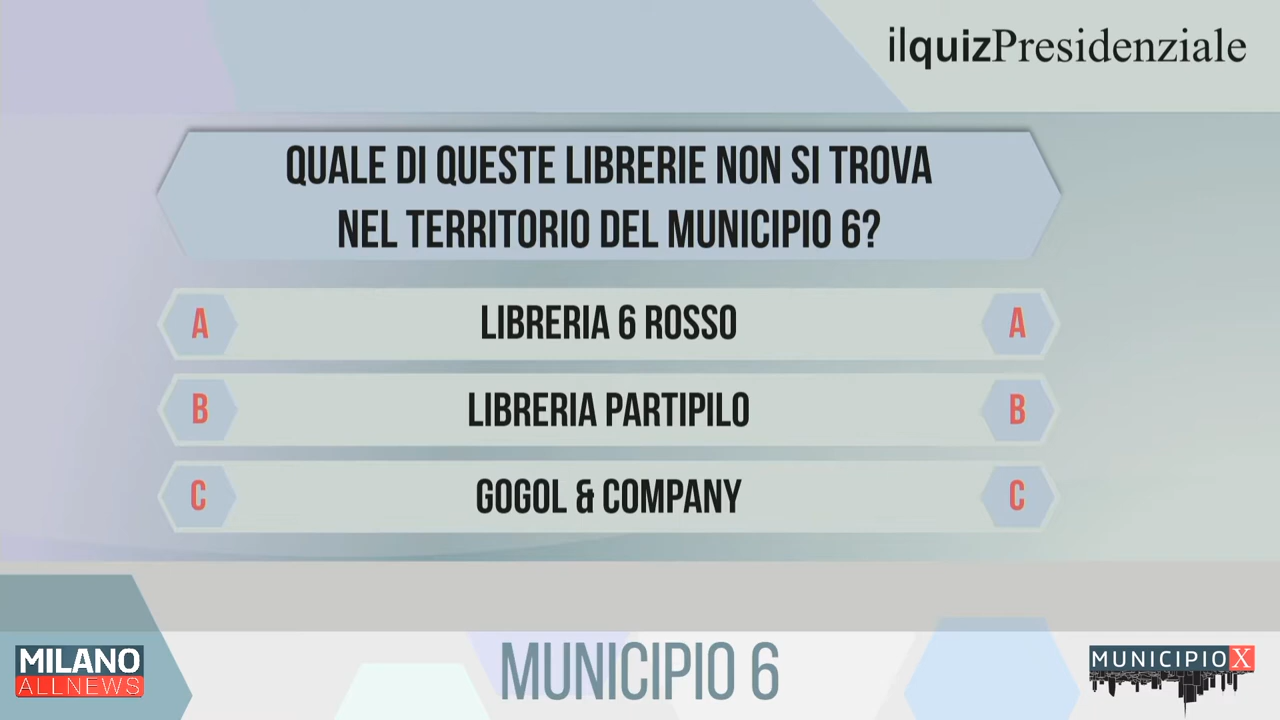 ilquizPresidenziale
QUALE DI QUESTE LIBRERIE NON SI TROVA
NEL TERRITORIO DEL MUNICIPIO 6?
A LIBRERIA 6 ROSSO A
B LIBRERIA PARTIPILO B
C GOGOL & COMPANY C
MILANO
ALLNEWS
MUNICIPIO 6
MUNICIPIO X